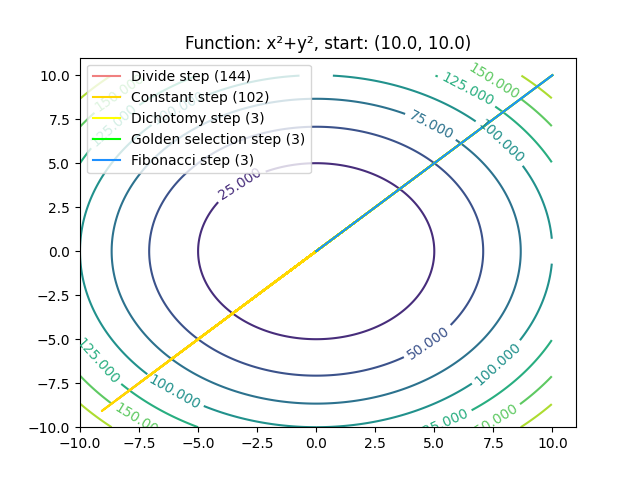 Function: x²+y², start: (10.0, 10.0)
Divide step (144)
Constant step (102)
Dichotomy step (3)
Golden selection step (3)
Fibonacci step (3)
10.0
7.5
5.0
2.5
0.0
−2.5
−5.0
−7.5
−10.0
−10.0 −7.5 −5.0 −2.5 0.0 2.5 5.0 7.5 10.0
150.000
125.000
75.000
100.000
25.000
50.000
125.000
100.000
100.000
150.000